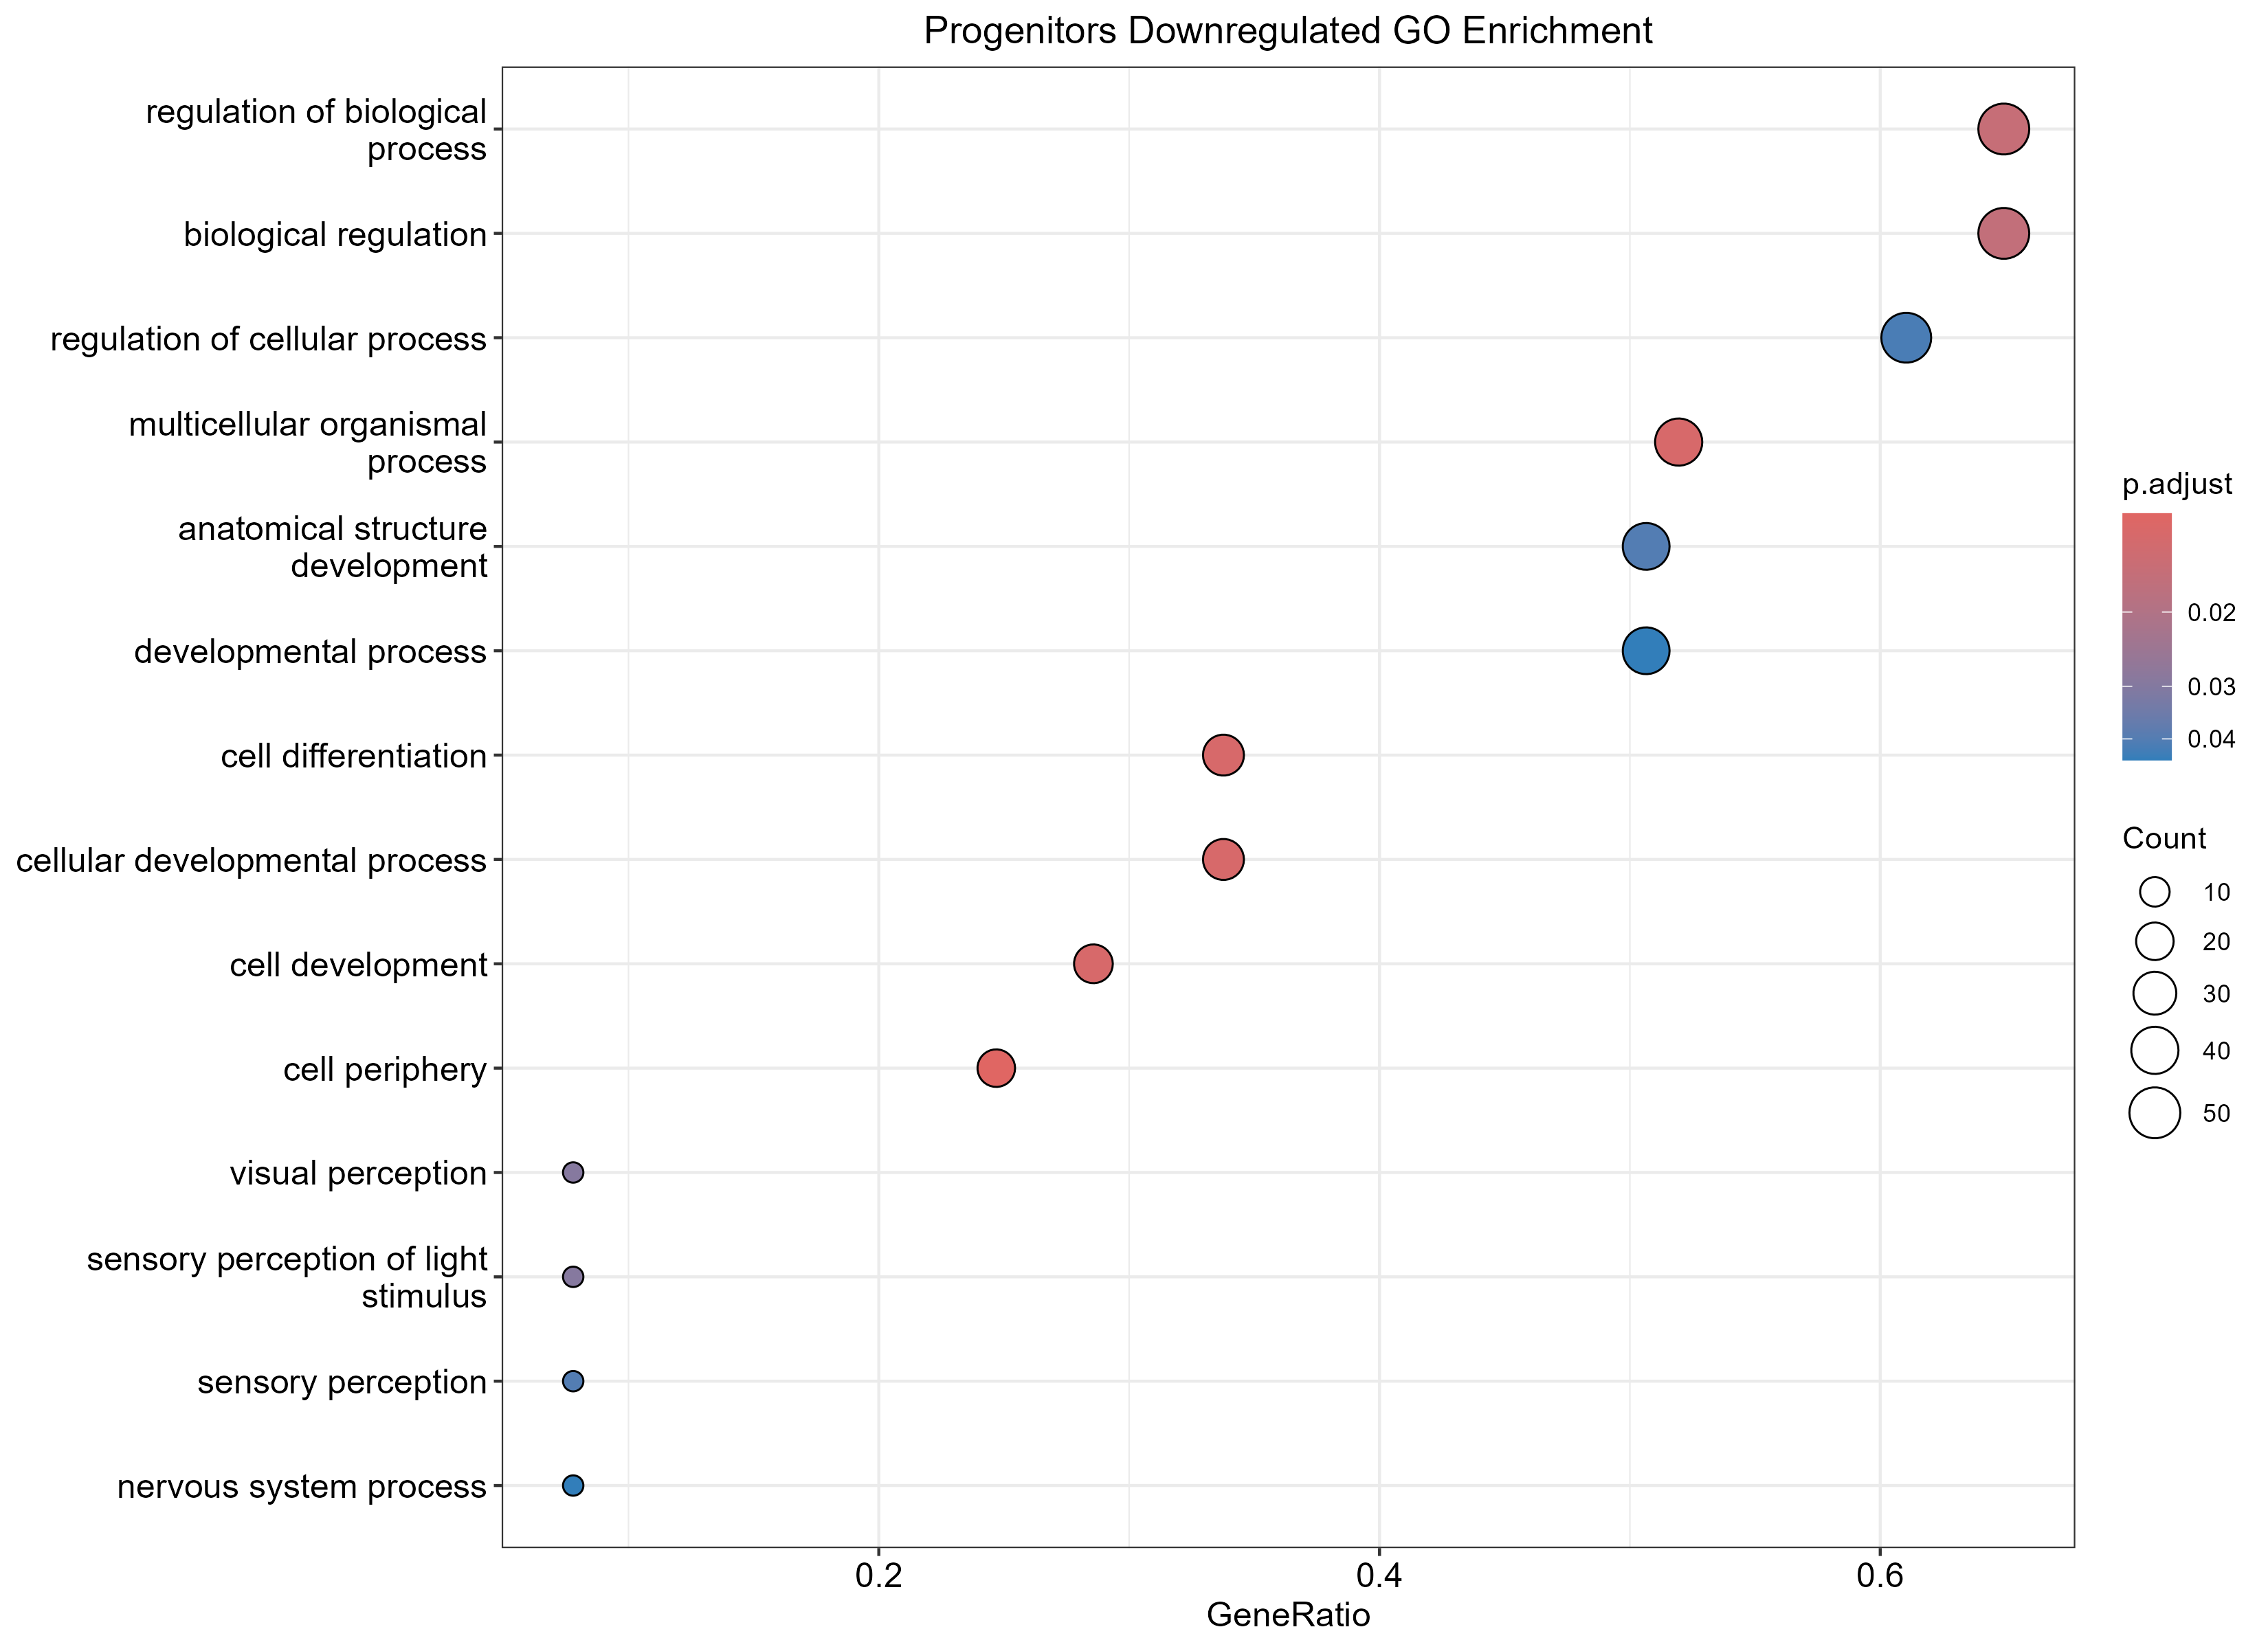 Progenitors Downregulated GO Enrichment
regulation of biological
process
biological regulation
regulation of cellular process
multicellular organismal
process
anatomical structure
development
developmental process
cell differentiation
cellular developmental process
cell development
cell periphery
visual perception
sensory perception of light
stimulus
sensory perception
nervous system process
0.2
0.4
0.6
GeneRatio
p.adjust
0.02
0.03
0.04
Count
10
20
30
40
50